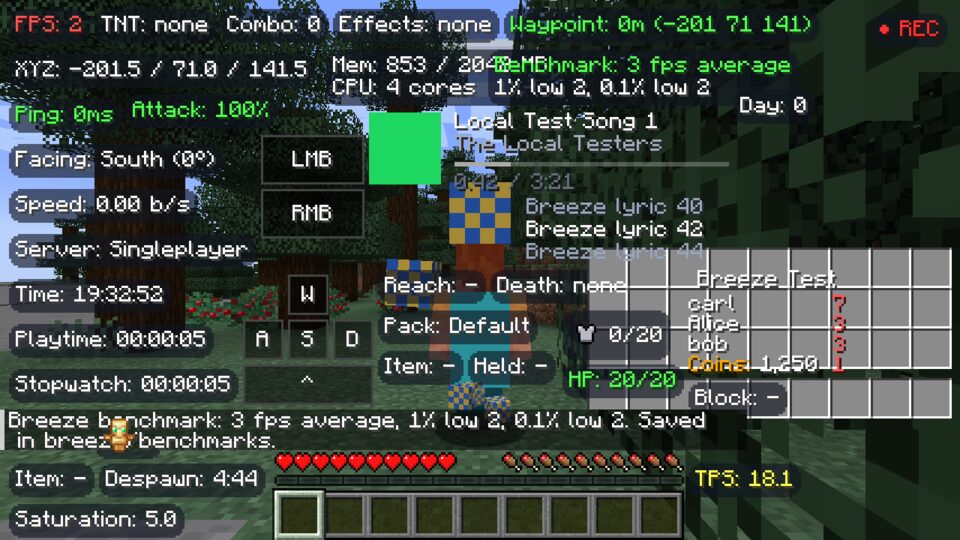 FPS: 2 TNT: none Combo: 0 Effects: none Waypoint: 0m (-201 71 141) ● REC
XYZ: -201.5 / 71.0 / 141.5
Mem: 853 / 2048 MB
Benchmark: 3 fps average
CPU: 4 cores
1% low 2, 0.1% low 2
Ping: 0ms Attack: 100%
Day: 0
Local Test Song 1
The Local Testers
0:42 / 3:21
Facing: South (0°)
LMB
Speed: 0.00 b/s
RMB
Breeze lyric 40
Breeze lyric 42
Breeze lyric 44
Server: Singleplayer
Time: 19:32:52
W
Reach: - Death: none
Breeze Test
carl 7
Alice 3
bob 3
Coins: 1,250 1
Playtime: 00:00:05
A S D
Pack: Default
0/20
Item: - Held: -
Stopwatch: 00:00:05
^
HP: 20/20
Block: -
Breeze benchmark: 3 fps average, 1% low 2, 0.1% low 2. Saved
in breeze benchmarks.
Item: - Despawn: 4:44
TPS: 18.1
Saturation: 5.0